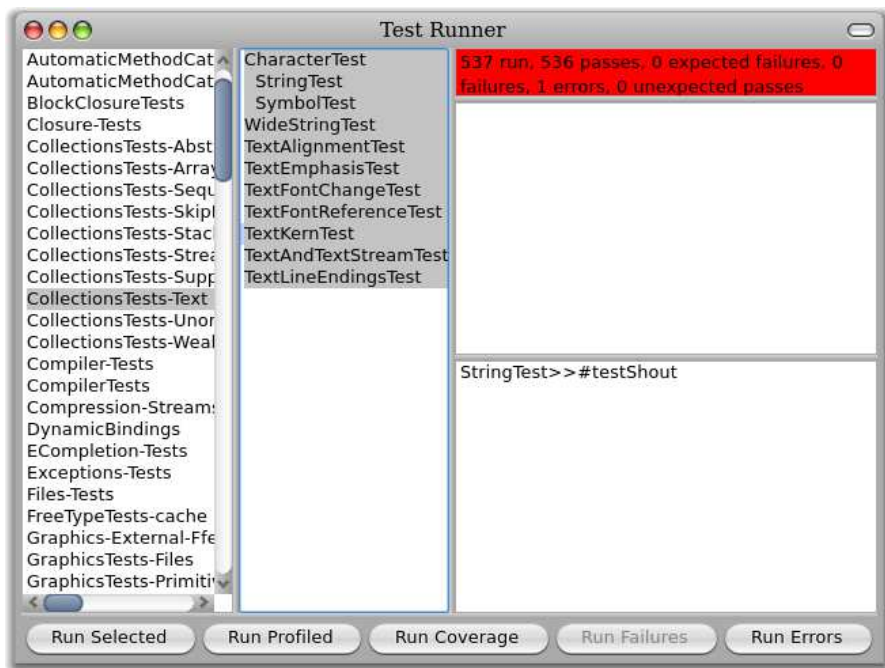 Test Runner
AutomaticMethodCat
AutomaticMethodCat
BlockClosureTests
Closure-Tests
CollectionsTests-Abst
CollectionsTests-Array
CollectionsTests-Sequ
CollectionsTests-Skip
CollectionsTests-Stac
CollectionsTests-Strea
CollectionsTests-Supp
CollectionsTests-Text
CollectionsTests-Unor
CollectionsTests-Weal
Compiler-Tests
CompilerTests
Compression-Streams
DynamicBindings
ECompletion-Tests
Exceptions-Tests
Files-Tests
FreeTypeTests-cache
Graphics-External-Ffe
GraphicsTests-Files
GraphicsTests-Primiti
CharacterTest
StringTest
SymbolTest
WideStringTest
TextAlignmentTest
TextEmphasisTest
TextFontChangeTest
TextFontReferenceTest
TextKernTest
TextAndTextStreamTest
TextLineEndingsTest
537 run, 536 passes, 0 expected failures, 0
failures, 1 errors, 0 unexpected passes
StringTest>>#testShout
Run Selected
Run Profiled
Run Coverage
Run Failures
Run Errors